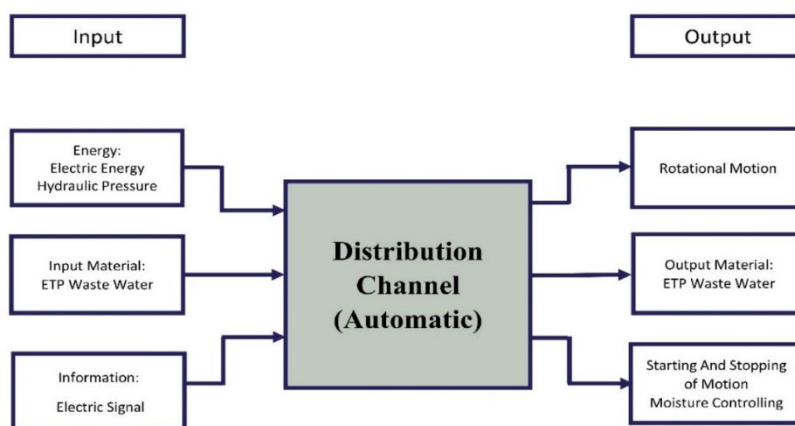 Input
Output
Energy:
Electric Energy
Hydraulic Pressure
Rotational Motion
Distribution
Channel
(Automatic)
Input Material:
ETP Waste Water
Output Material:
ETP Waste Water
Information:
Electric Signal
Starting And Stopping
of Motion
Moisture Controlling